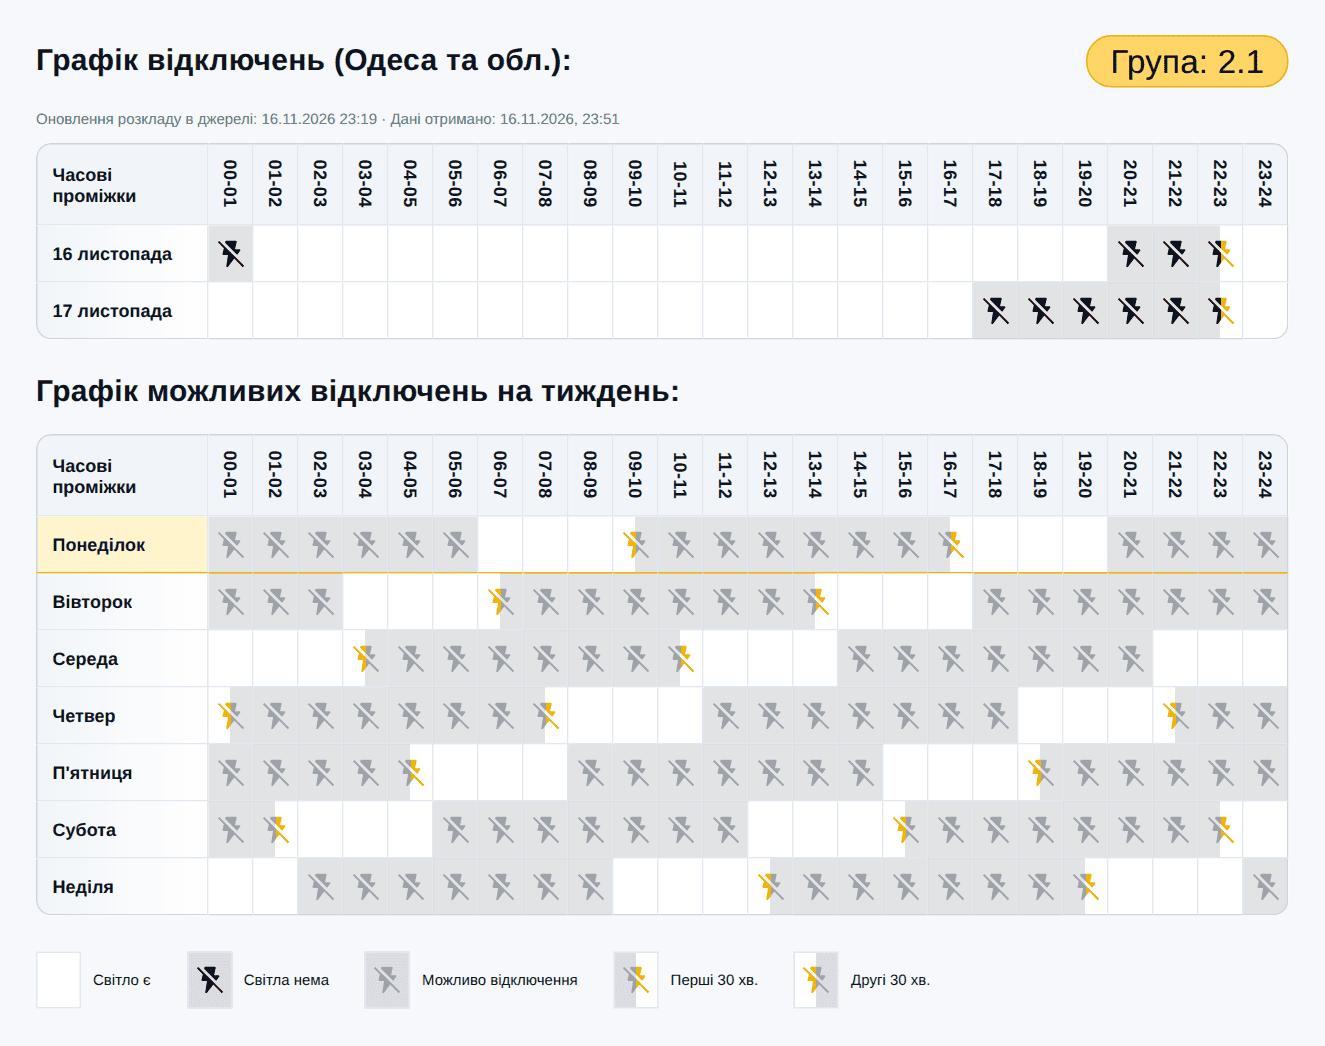 Графік відключень (Одеса та обл.):
Група: 2.1
Оновлення розкладу в джерелі: 16.11.2026 23:19 · Дані отримано: 16.11.2026, 23:51
Часові проміжки 00-01 01-02 02-03 03-04 04-05 05-06 06-07 07-08 08-09 09-10 10-11 11-12 12-13 13-14 14-15 15-16 16-17 17-18 18-19 19-20 20-21 21-22 22-23 23-24
16 листопада
17 листопада
Графік можливих відключень на тиждень:
Часові проміжки 00-01 01-02 02-03 03-04 04-05 05-06 06-07 07-08 08-09 09-10 10-11 11-12 12-13 13-14 14-15 15-16 16-17 17-18 18-19 19-20 20-21 21-22 22-23 23-24
Понеділок
Вівторок
Середа
Четвер
П'ятниця
Субота
Неділя
Світло є Світла нема Можливо відключення Перші 30 хв. Другі 30 хв.